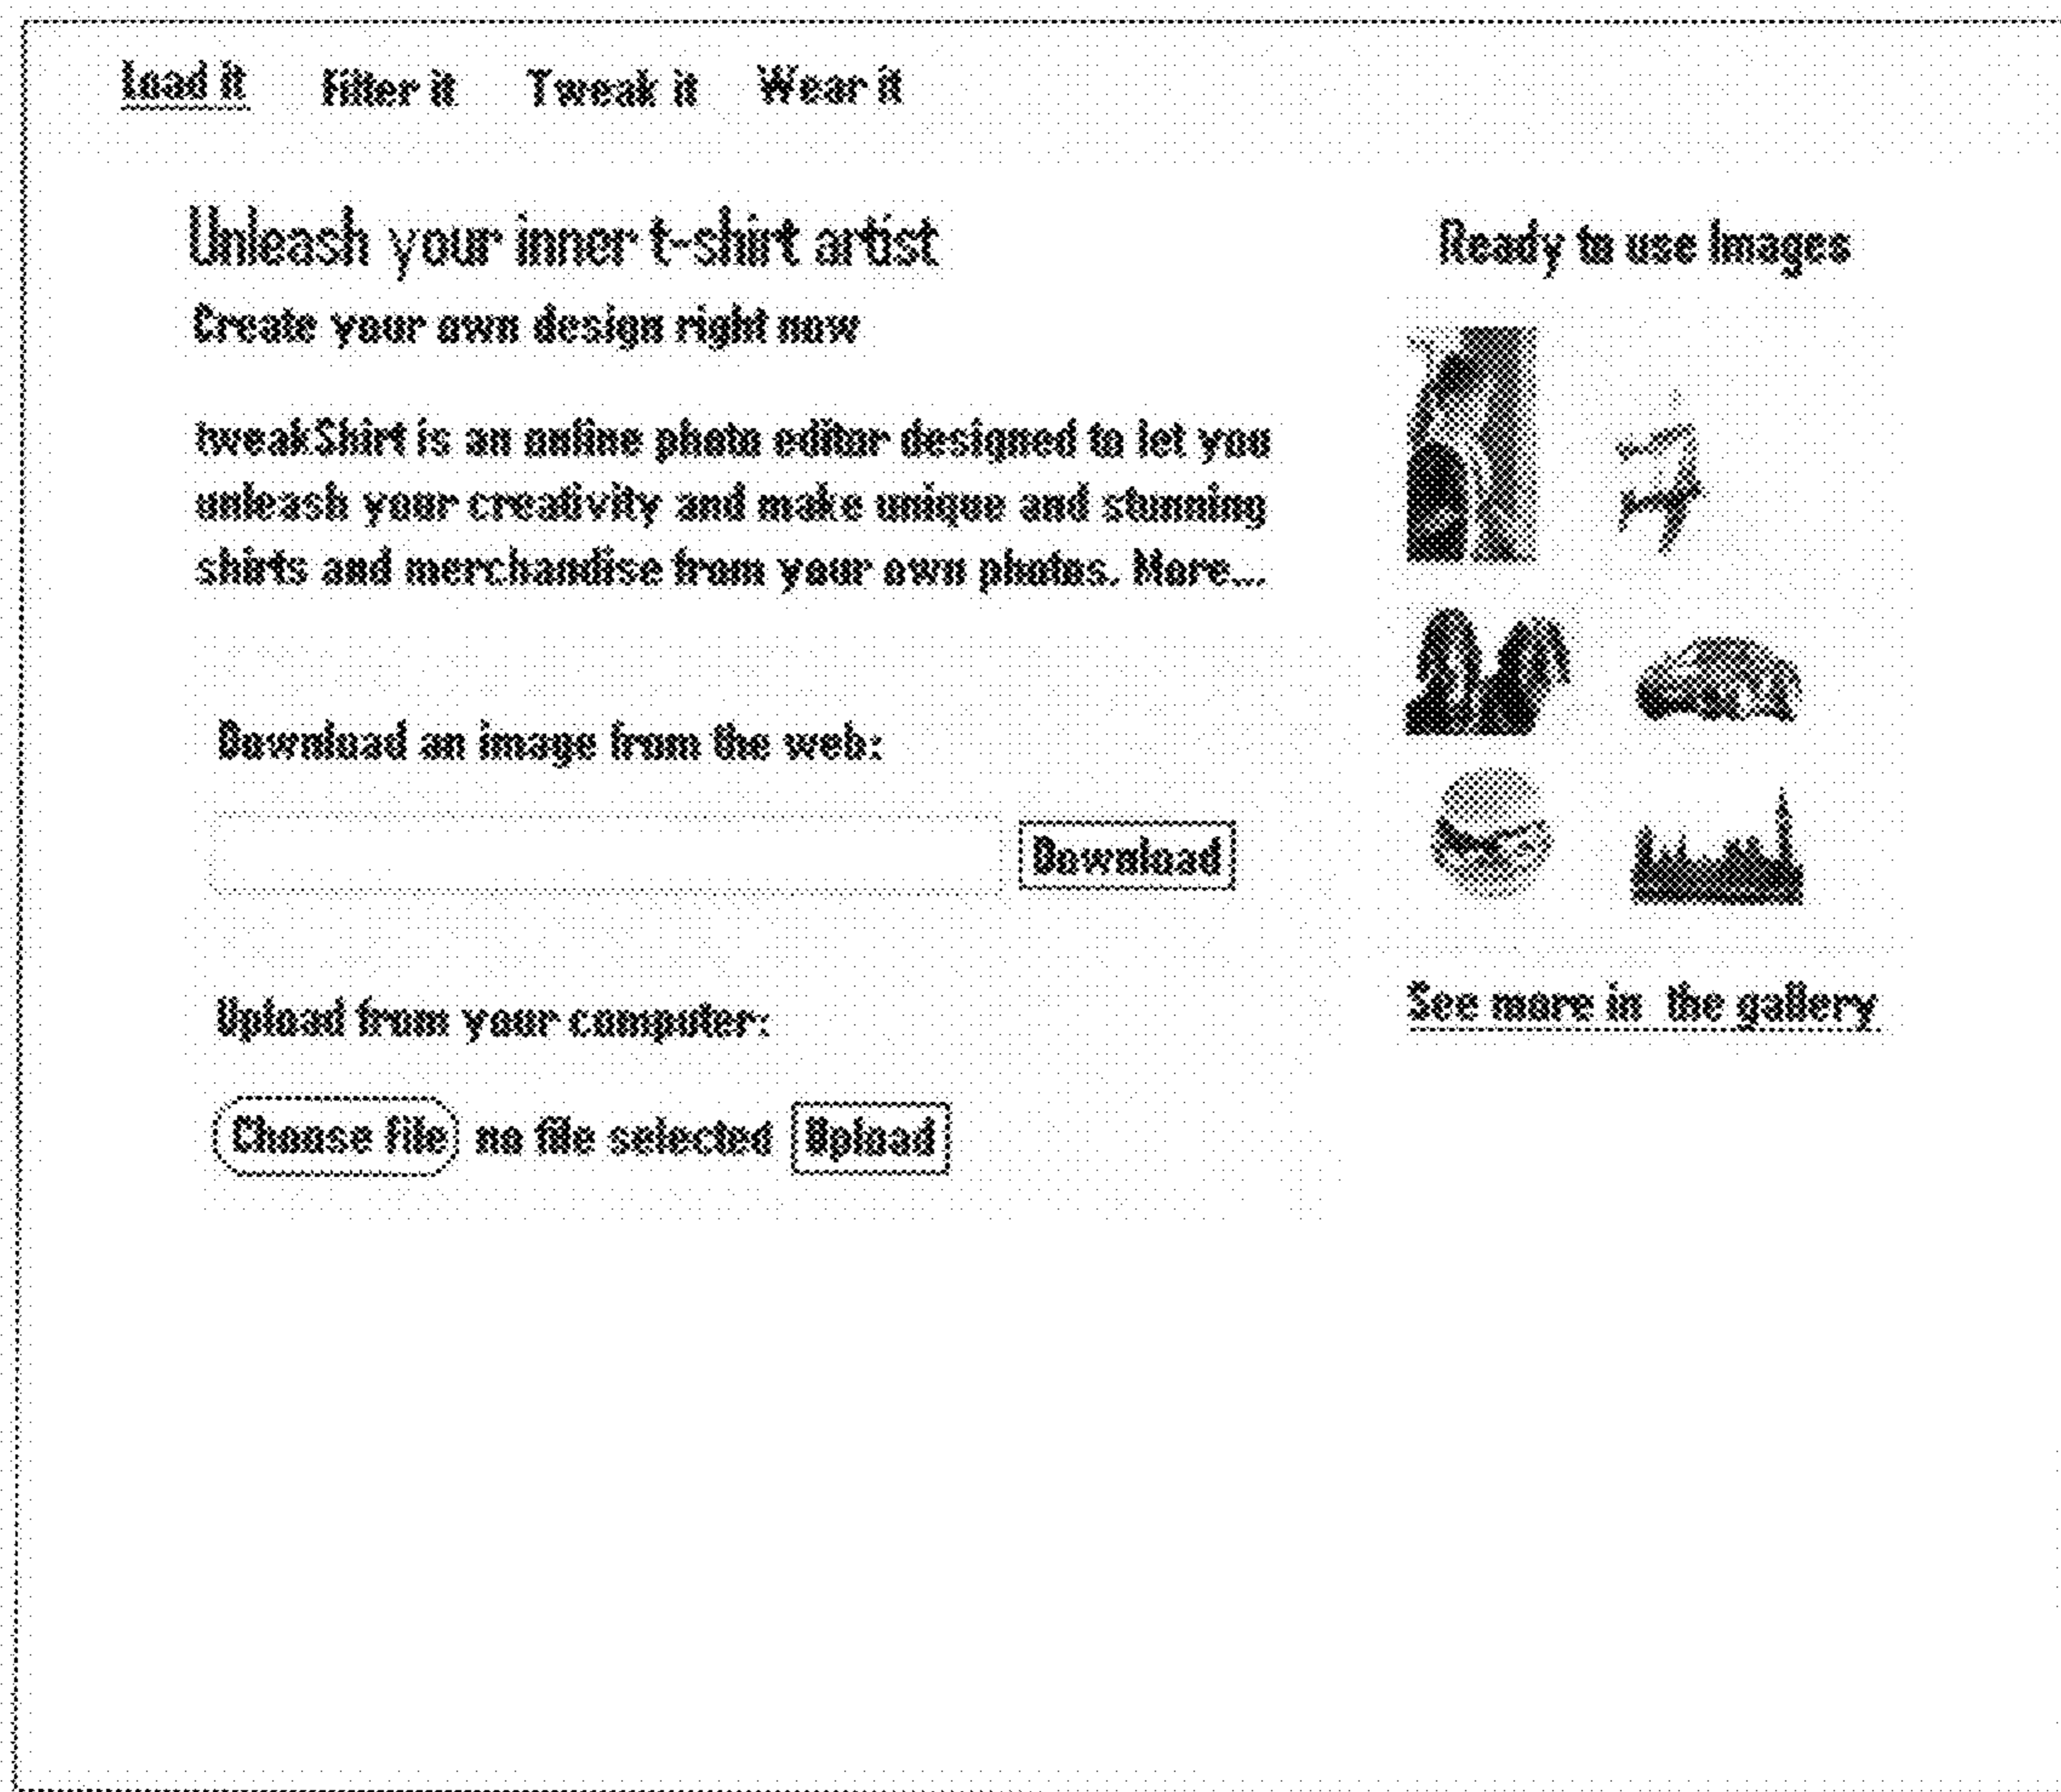 Load it Filter it Tweak it Wear it
Unleash your inner t-shirt artist
Create your own design right now
tweakShirt is an online photo editor designed to let you
unleash your creativity and make unique and stunning
shirts and merchandise from your own photos. More...
Download an image from the web:
Download
Upload from your computer:
Choose file no file selected Upload
Ready to use Images
See more in the gallery